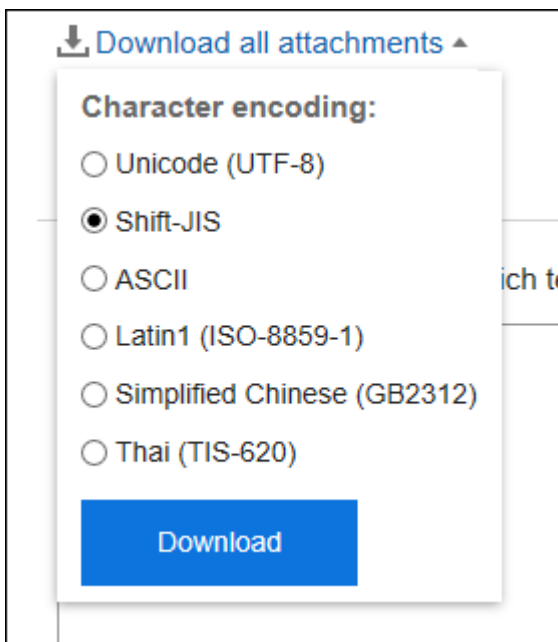 Download all attachments
Character encoding:
Unicode (UTF-8)
Shift-JIS
ASCII
Latin1 (ISO-8859-1)
Simplified Chinese (GB2312)
Thai (TIS-620)
Download